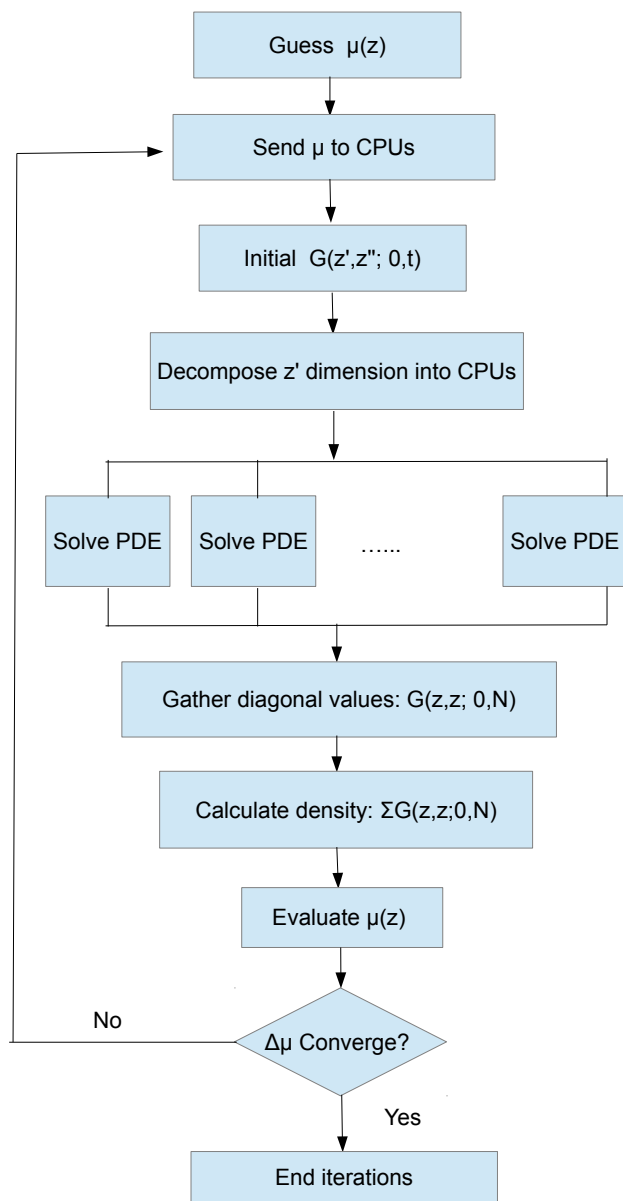 Guess μ(z)
Send μ to CPUs
Initial G(z',z"; 0,t)
Decompose z' dimension into CPUs
Solve PDE Solve PDE …... Solve PDE
Gather diagonal values: G(z,z; 0,N)
Calculate density: ΣG(z,z;0,N)
Evaluate μ(z)
No
Δμ Converge?
Yes
End iterations